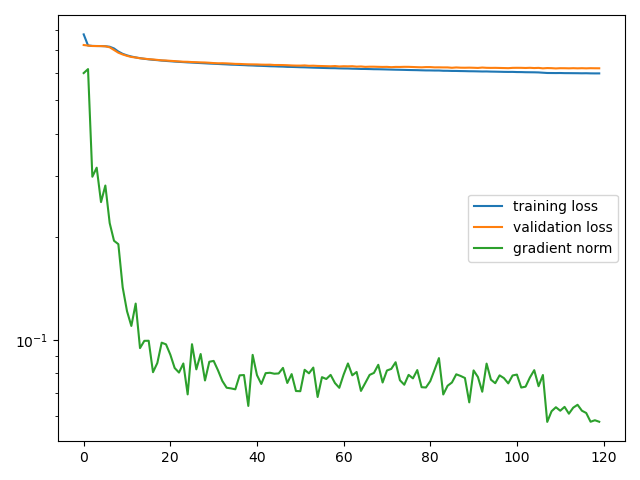 training loss
validation loss
gradient norm
10⁻¹
0 20 40 60 80 100 120